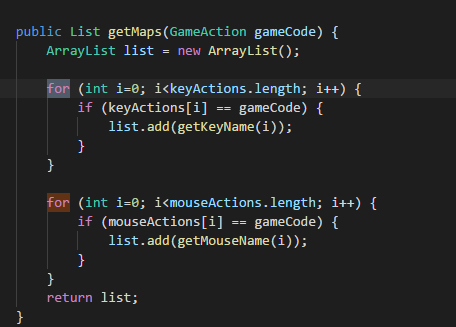 public List getMaps(GameAction gameCode) {
    ArrayList list = new ArrayList();

    for (int i=0; i<keyActions.length; i++) {
        if (keyActions[i] == gameCode) {
            list.add(getKeyName(i));
        }
    }

    for (int i=0; i<mouseActions.length; i++) {
        if (mouseActions[i] == gameCode) {
            list.add(getMouseName(i));
        }
    }
    return list;
}